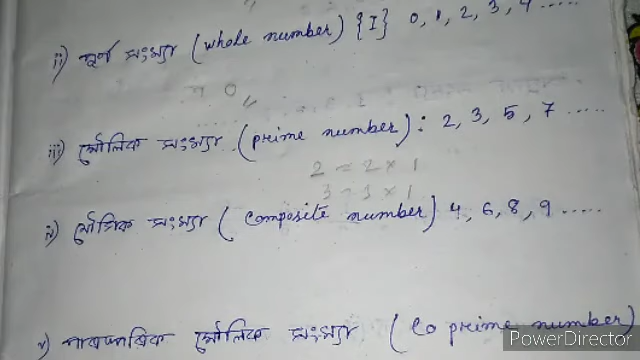 ii) পূর্ণ সংখ্যা (whole number) {I} 0, 1, 2, 3, 4 .....
iii) মৌলিক সংখ্যা (prime number): 2, 3, 5, 7 .....
2 = 2 × 1
3 = 3 × 1
iv) যৌগিক সংখ্যা (composite number) 4, 6, 8, 9 .....
v) পারস্পরিক মৌলিক সংখ্যা (co prime number)
PowerDirector